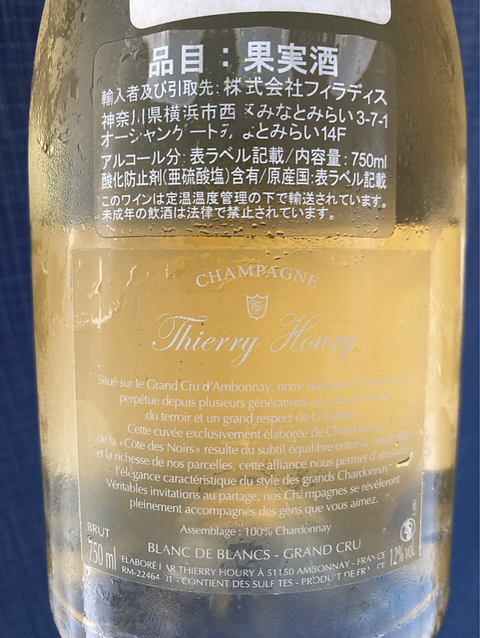 品目：果実酒
輸入者及び引取先：株式会社フィラディス
神奈川県横浜市西区みなとみらい3-7-1
オーシャンゲートみなとみらい14F
アルコール分：表ラベル記載/内容量：750ml
酸化防止剤(亜硫酸塩)含有/原産国：表ラベル記載
このワインは定温温度管理の下で輸送されています。
未成年の飲酒は法律で禁止されています。
CHAMPAGNE
Thierry Houry
Situé sur le Grand Cru d'Ambonnay, notre
perpétue depuis plusieurs générations un
du terroir et un grand respect de la tradition.
Cette cuvée exclusivement élaborée de Chardonnay
de la «Côte des Noirs» résulte du subtil équilibre entre la
et la richesse de nos parcelles, cette alliance nous permet d'atteindre
l'élégance caractéristique du style des grands Chardonnay.
Véritables invitations au partage, nos Champagnes se révèleront
pleinement accompagnés des gens que vous aimez.
Assemblage : 100% Chardonnay
BRUT
750 ml
BLANC DE BLANCS - GRAND CRU
12% vol.
ELABORÉ PAR THIERRY HOURY À 51150 AMBONNAY - FRANCE
RM-22464- 01 - CONTIENT DES SULFITES - PRODUIT DE FRANCE